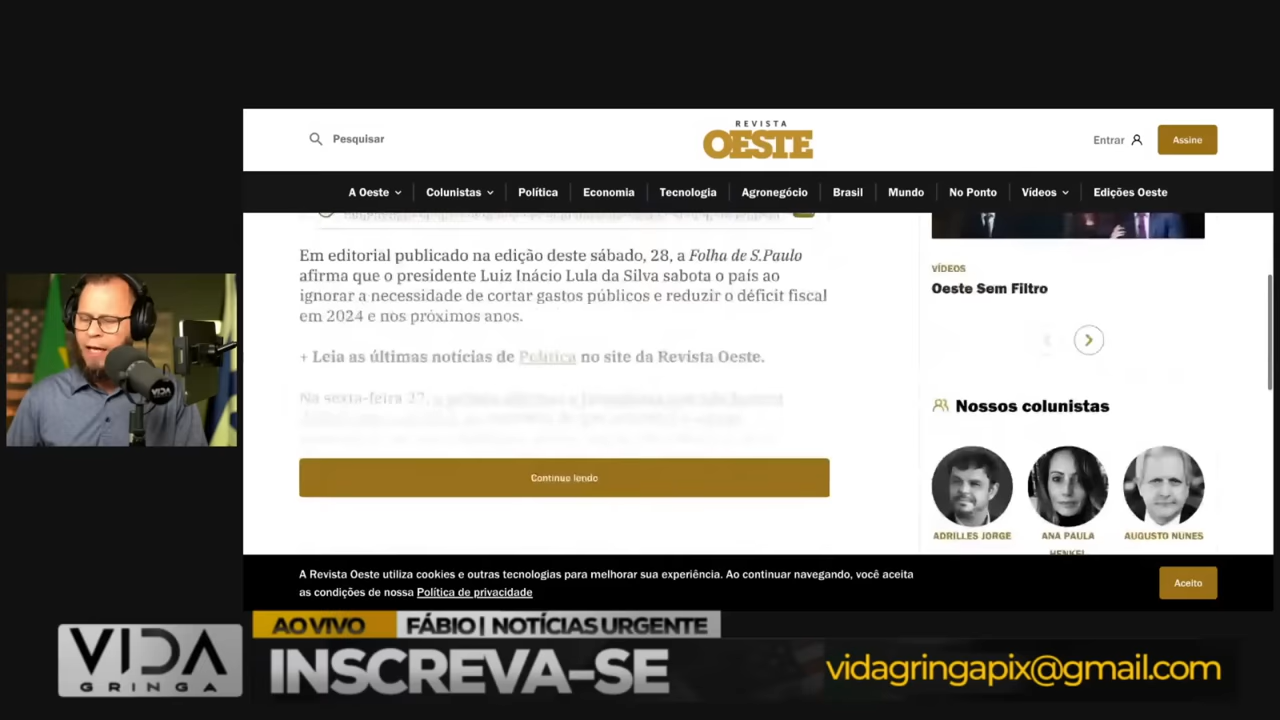 Pesquisar
REVISTA
OESTE
Entrar
Assine
A Oeste
Colunistas
Política
Economia
Tecnologia
Agronegócio
Brasil
Mundo
No Ponto
Vídeos
Edições Oeste
Em editorial publicado na edição deste sábado, 28, a Folha de S.Paulo
afirma que o presidente Luiz Inácio Lula da Silva sabota o país ao
ignorar a necessidade de cortar gastos públicos e reduzir o déficit fiscal
em 2024 e nos próximos anos.
+ Leia as últimas notícias de Política no site da Revista Oeste.
Na sexta-feira 27,
Continue lendo
VÍDEOS
Oeste Sem Filtro
Nossos colunistas
ADRILLES JORGE
ANA PAULA
HENKEL
AUGUSTO NUNES
A Revista Oeste utiliza cookies e outras tecnologias para melhorar sua experiência. Ao continuar navegando, você aceita
as condições de nossa Política de privacidade
Aceito
VIDA
VIDA
GRINGA
AO VIVO
FÁBIO | NOTÍCIAS URGENTE
INSCREVA-SE
vidagringapix@gmail.com